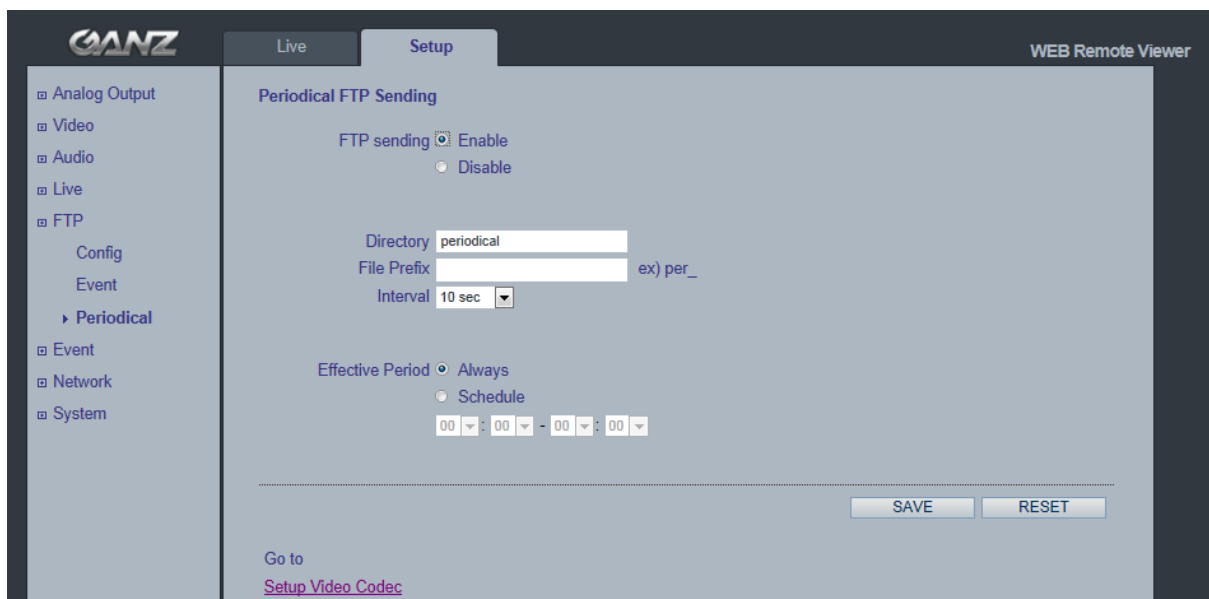 GANZ
Live
Setup
WEB Remote Viewer
Analog Output
Video
Audio
Live
FTP
Config
Event
Periodical
Event
Network
System
Periodical FTP Sending
FTP sending Enable
Disable
Directory periodical
File Prefix ex) per_
Interval 10 sec
Effective Period Always
Schedule
00 : 00 - 00 : 00
SAVE RESET
Go to
Setup Video Codec